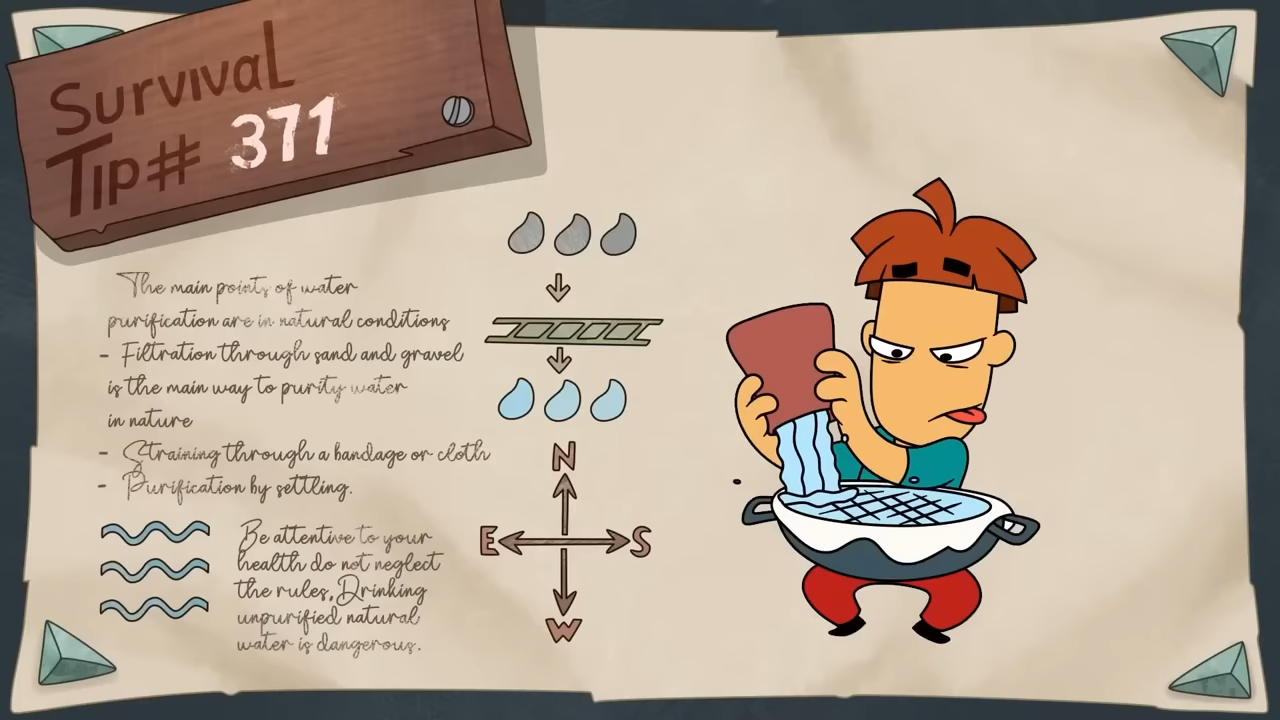 Survival
Tip# 371
The main points of water
purification are in natural conditions
- Filtration through sand and gravel
is the main way to purity water
in nature
- Straining through a bandage or cloth
- Purification by settling.
Be attentive to your
health do not neglect
the rules, Drinking
unpurified natural
water is dangerous.
N
E S
W